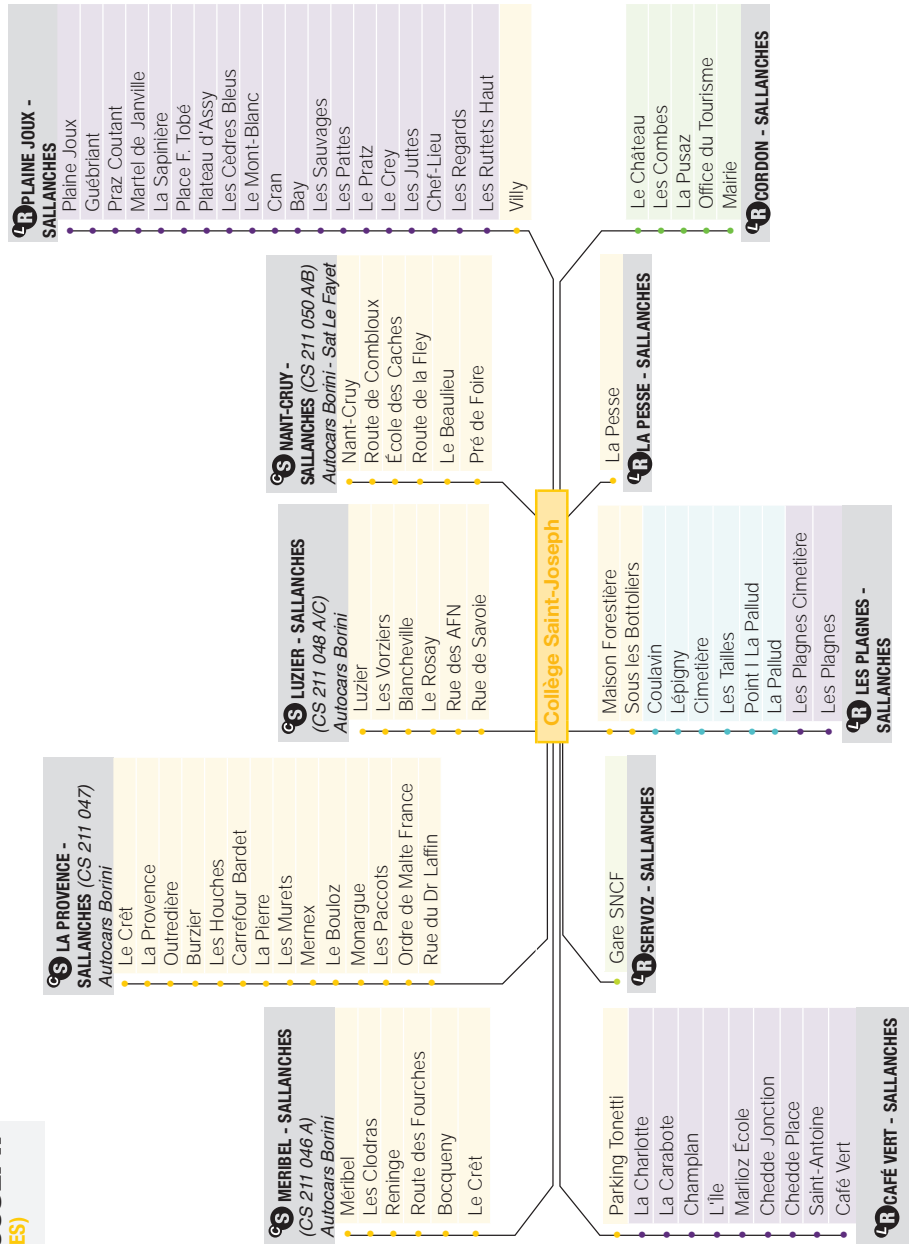 ES)
CS MERIBEL - SALLANCHES
(CS 211 046 A)
Autocars Borini
Méribel
Les Clodras
Reninge
Route des Fourches
Bocqueny
Le Crêt
CS LA PROVENCE -
SALLANCHES (CS 211 047)
Autocars Borini
Le Crêt
La Provence
Outredière
Burzier
Les Houches
Carrefour Bardet
La Pierre
Les Murets
Mernex
Le Bouloz
Monargue
Les Paccots
Ordre de Malte France
Rue du Dr Laffin
CS LUZIER - SALLANCHES
(CS 211 048 A/C)
Autocars Borini
Luzier
Les Vorziers
Blancheville
Le Rosay
Rue des AFN
Rue de Savoie
CS NANT-CRUY -
SALLANCHES (CS 211 050 A/B)
Autocars Borini - Sat Le Fayet
Nant-Cruy
Route de Combloux
École des Caches
Route de la Fley
Le Beaulieu
Pré de Foire
LR PLAINE JOUX -
SALLANCHES
Plaine Joux
Guébriant
Praz Coutant
Martel de Janville
La Sapinière
Place F. Tobé
Plateau d'Assy
Les Cèdres Bleus
Le Mont-Blanc
Cran
Bay
Les Sauvages
Les Pattes
Le Pratz
Le Crey
Les Juttes
Chef-Lieu
Les Regards
Les Ruttets Haut
Villy
Collège Saint-Joseph
Parking Tonetti
La Charlotte
La Carabote
Champlan
L'Île
Marlioz École
Chedde Jonction
Chedde Place
Saint-Antoine
Café Vert
LR CAFÉ VERT - SALLANCHES
Gare SNCF
LR SERVOZ - SALLANCHES
Maison Forestière
Sous les Bottoliers
Coulavin
Lépigny
Cimetière
Les Tailles
Point I La Pallud
La Pallud
Les Plagnes Cimetière
Les Plagnes
LR LES PLAGNES -
SALLANCHES
La Pesse
LR LA PESSE - SALLANCHES
Le Château
Les Combes
La Pusaz
Office du Tourisme
Mairie
LR CORDON - SALLANCHES